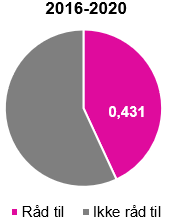 2016-2020
0,431
Råd til
Ikke råd til